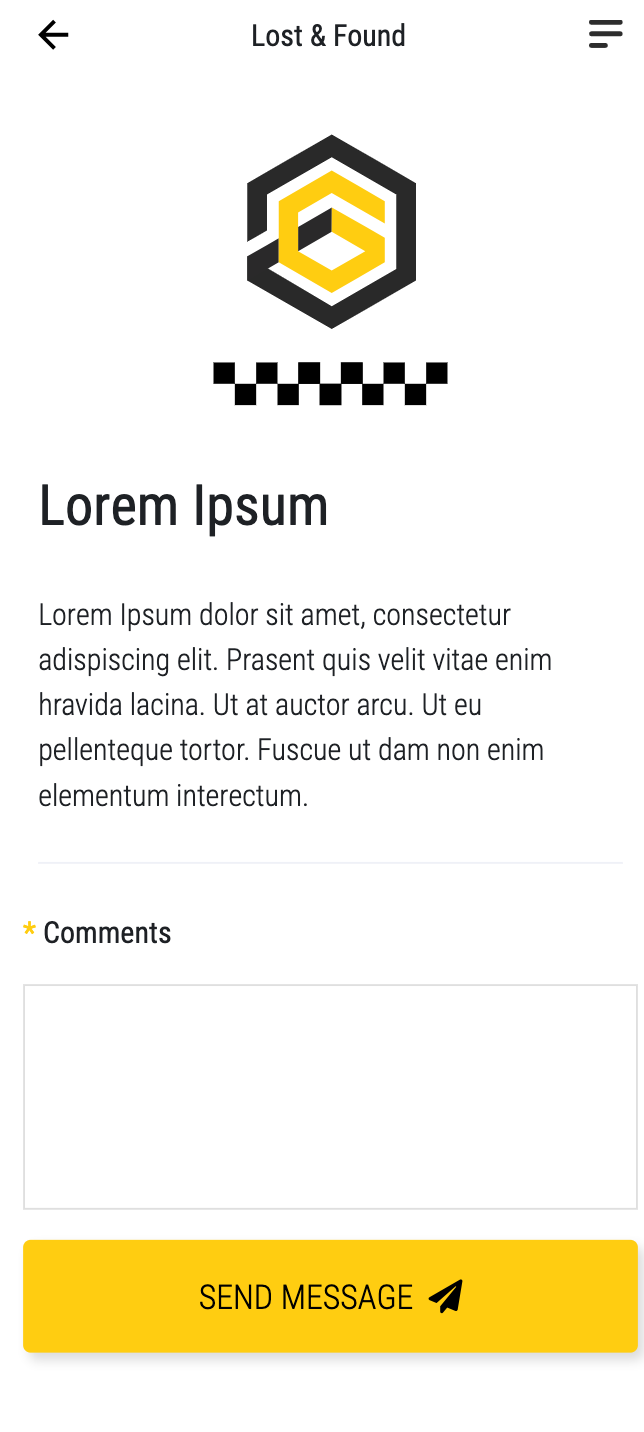 Lost & Found
Lorem Ipsum
Lorem Ipsum dolor sit amet, consectetur
adispiscing elit. Prasent quis velit vitae enim
hravida lacina. Ut at auctor arcu. Ut eu
pellenteque tortor. Fuscue ut dam non enim
elementum interectum.
* Comments
SEND MESSAGE